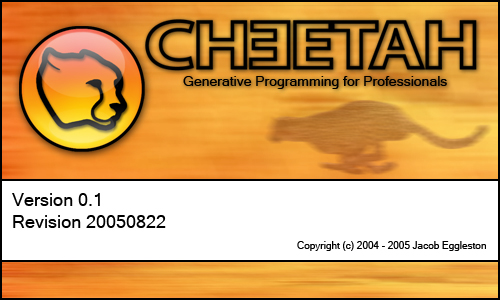 CHEETAH
Generative Programming for Professionals
Version 0.1
Revision 20050822
Copyright (c) 2004 - 2005 Jacob Eggleston